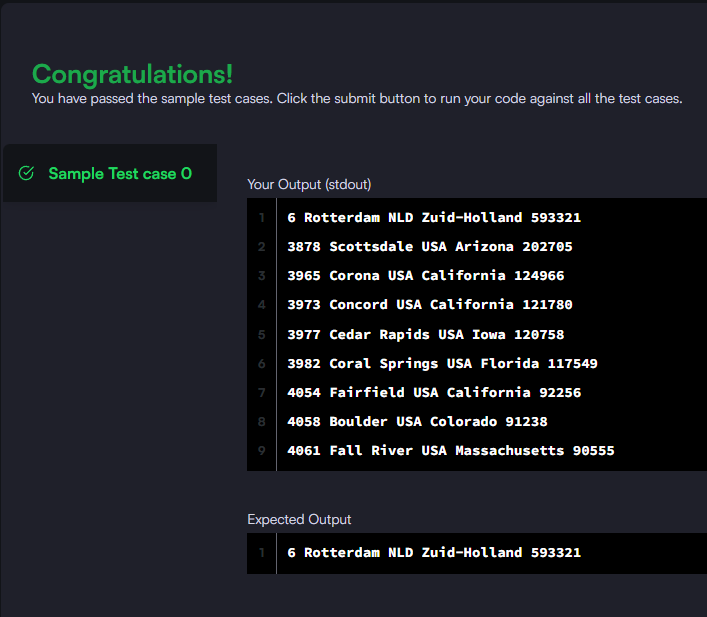 Congratulations!
You have passed the sample test cases. Click the submit button to run your code against all the test cases.
Sample Test case 0
Your Output (stdout)
1 6 Rotterdam NLD Zuid-Holland 593321
2 3878 Scottsdale USA Arizona 202705
3 3965 Corona USA California 124966
4 3973 Concord USA California 121780
5 3977 Cedar Rapids USA Iowa 120758
6 3982 Coral Springs USA Florida 117549
7 4054 Fairfield USA California 92256
8 4058 Boulder USA Colorado 91238
9 4061 Fall River USA Massachusetts 90555
Expected Output
1 6 Rotterdam NLD Zuid-Holland 593321